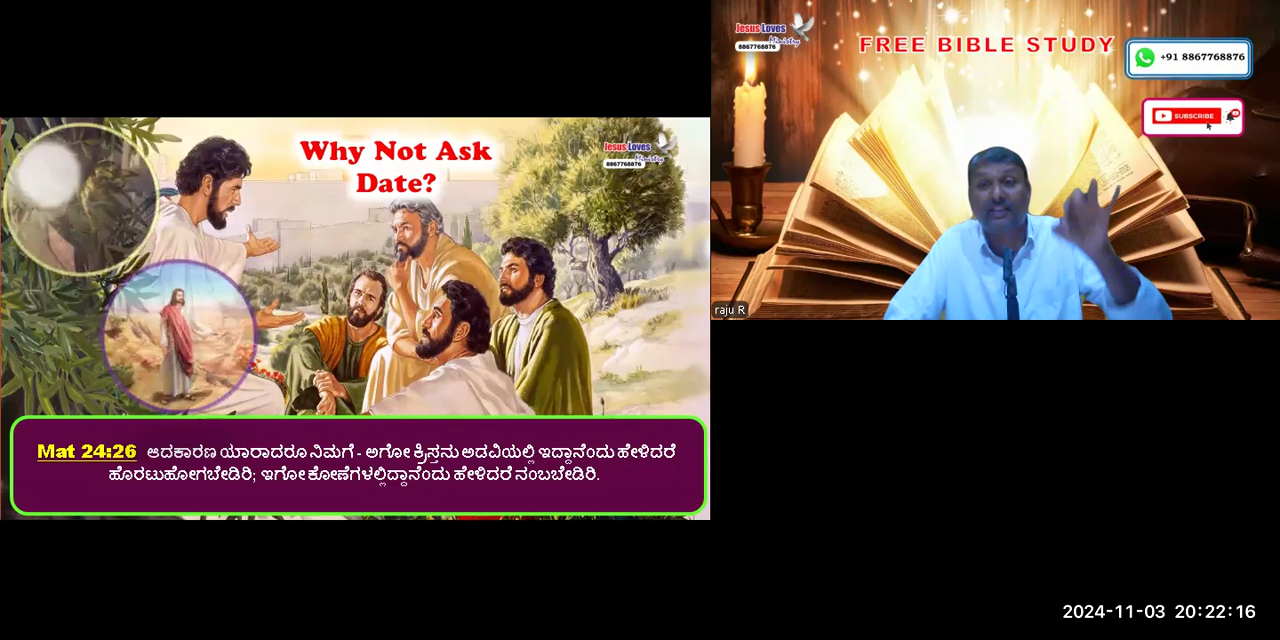 Why Not Ask
Date?
Jesus Loves
Ministry
8867768876
Mat 24:26 ಆದಕಾರಣ ಯಾರಾದರೂ ನಿಮಗೆ - ಅಗೋ ಕ್ರಿಸ್ತನು ಅಡವಿಯಲ್ಲಿ ಇದ್ದಾನೆಂದು ಹೇಳಿದರೆ
ಹೊರಟುಹೋಗಬೇಡಿರಿ; ಇಗೋ ಕೋಣೆಗಳಲ್ಲಿದ್ದಾನೆಂದು ಹೇಳಿದರೆ ನಂಬಬೇಡಿರಿ.
Jesus Loves
Ministry
8867768876
FREE BIBLE STUDY
+91 8867768876
SUBSCRIBE
raju R
2024-11-03 20:22:16